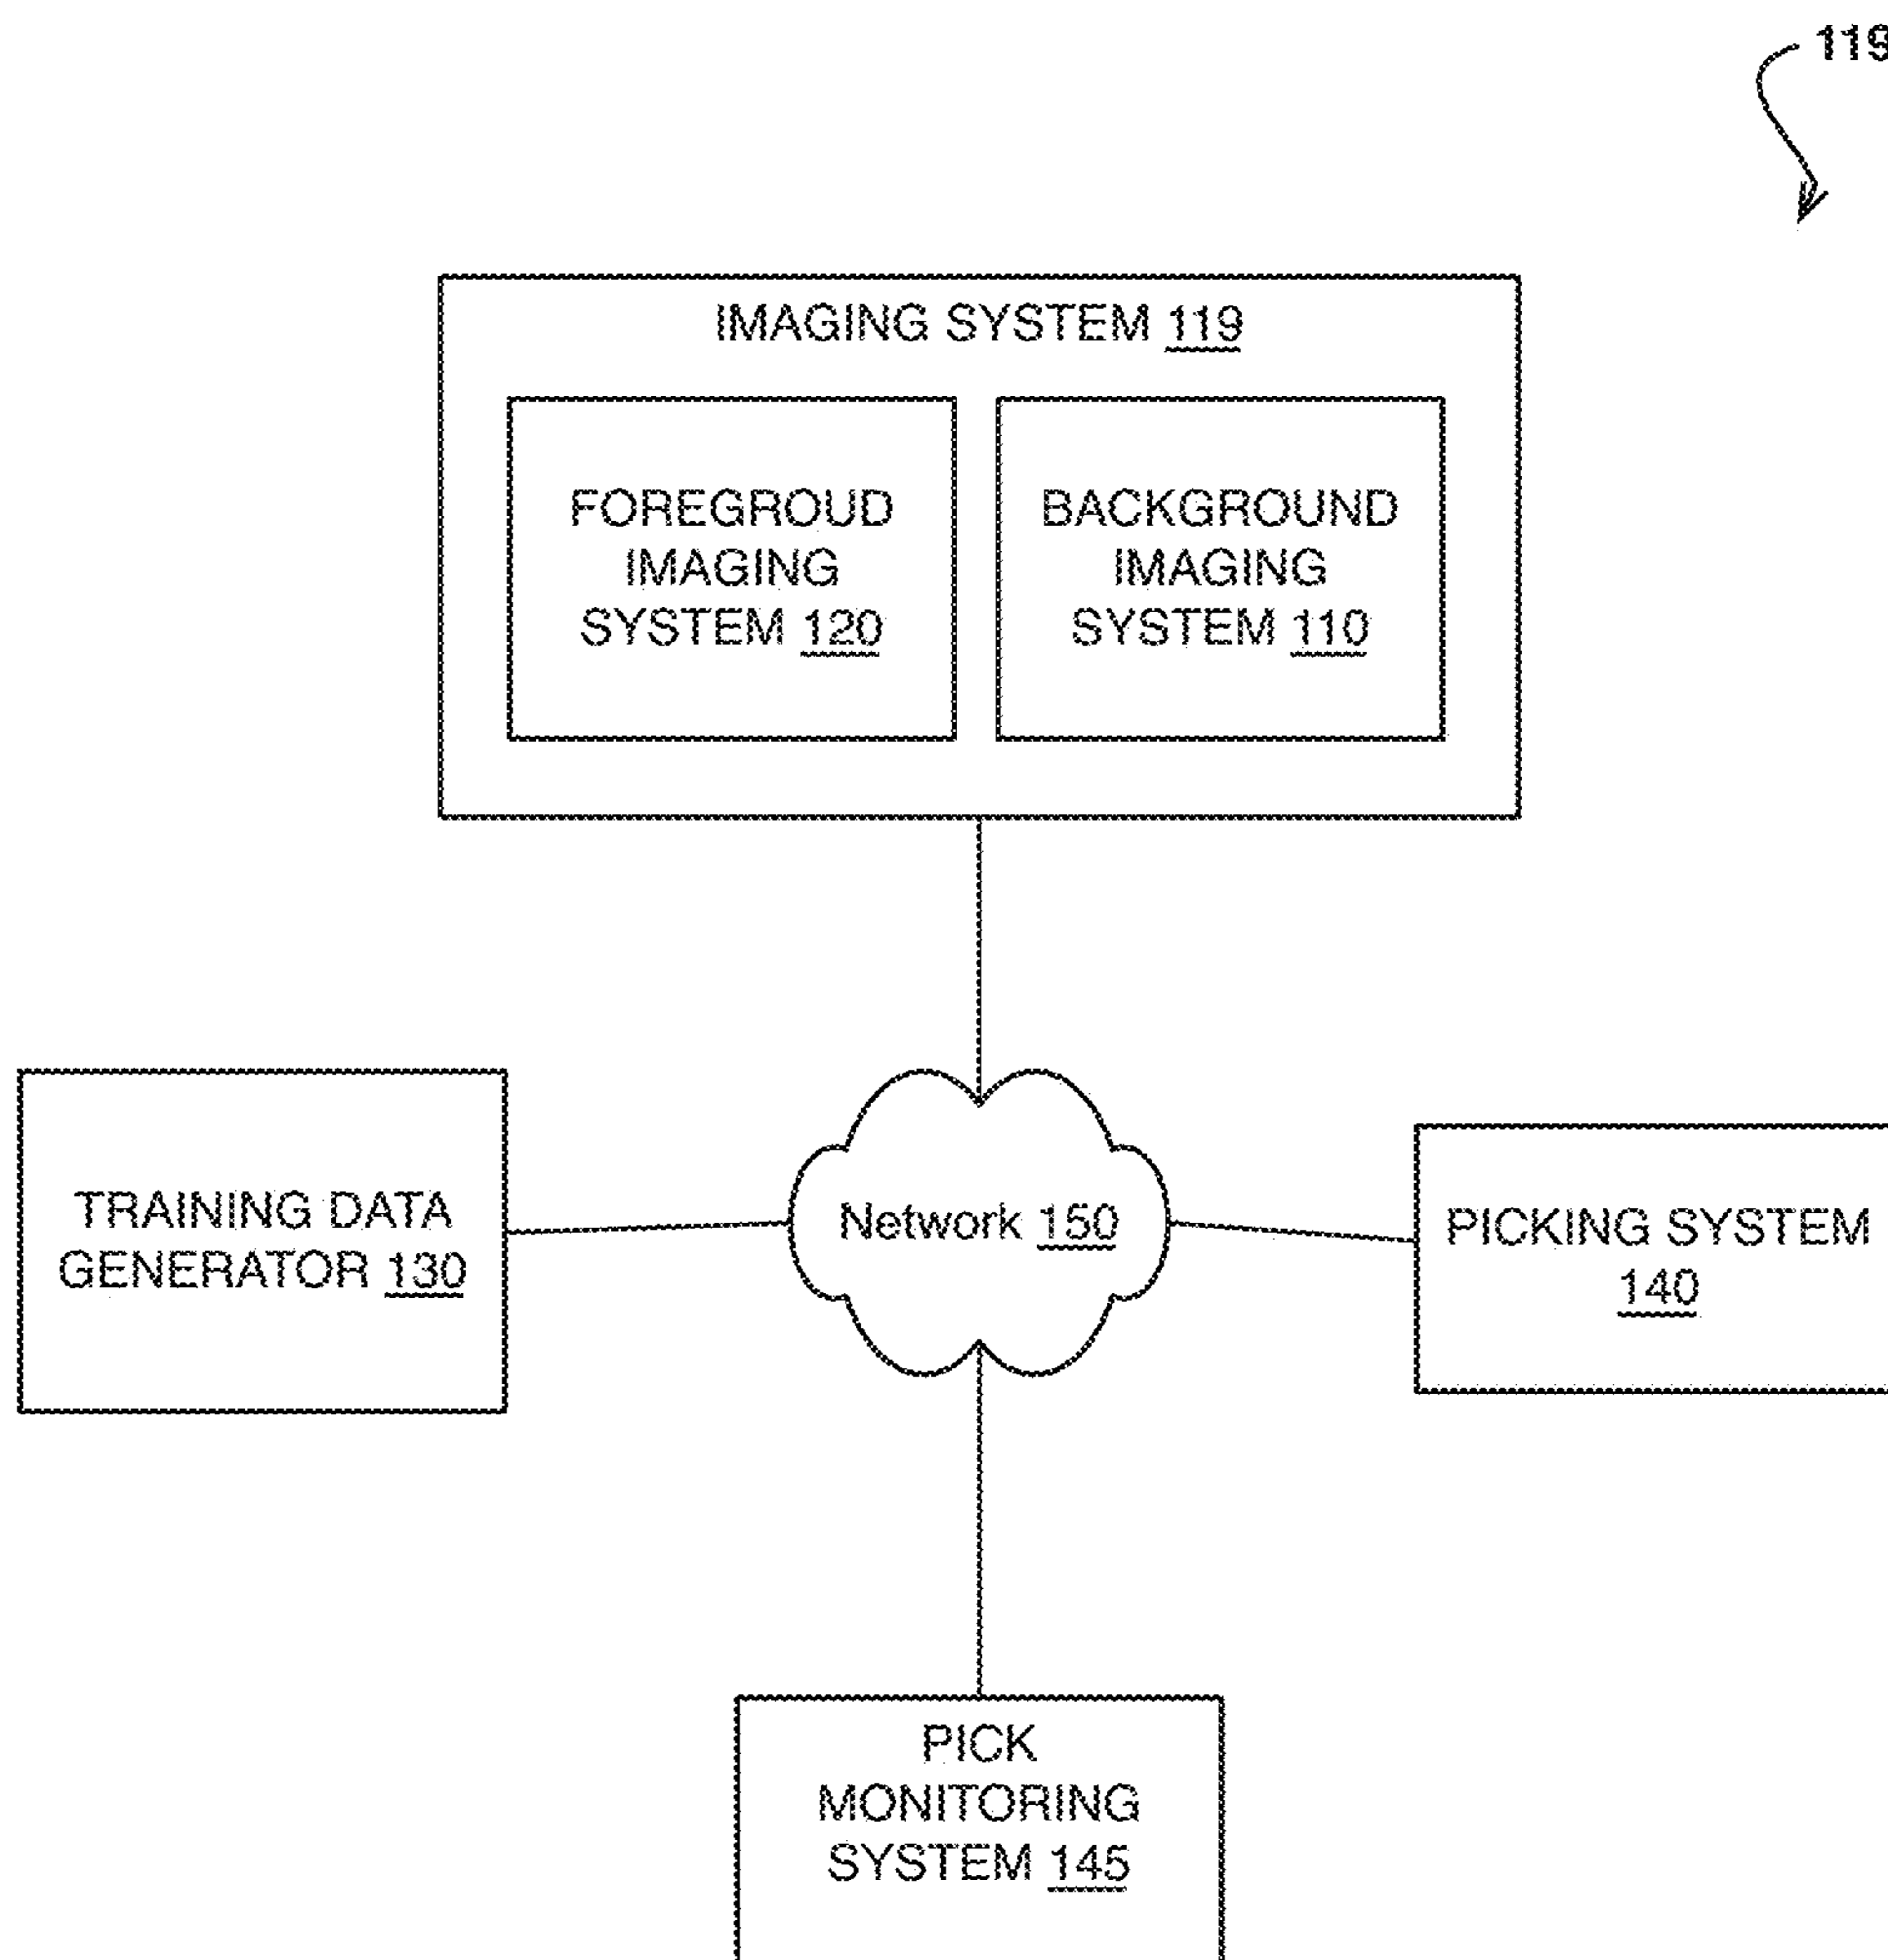 119
IMAGING SYSTEM 119
FOREGROUD
IMAGING
SYSTEM 120
BACKGROUND
IMAGING
SYSTEM 110
TRAINING DATA
GENERATOR 130
Network 150
PICKING SYSTEM
140
PICK
MONITORING
SYSTEM 145